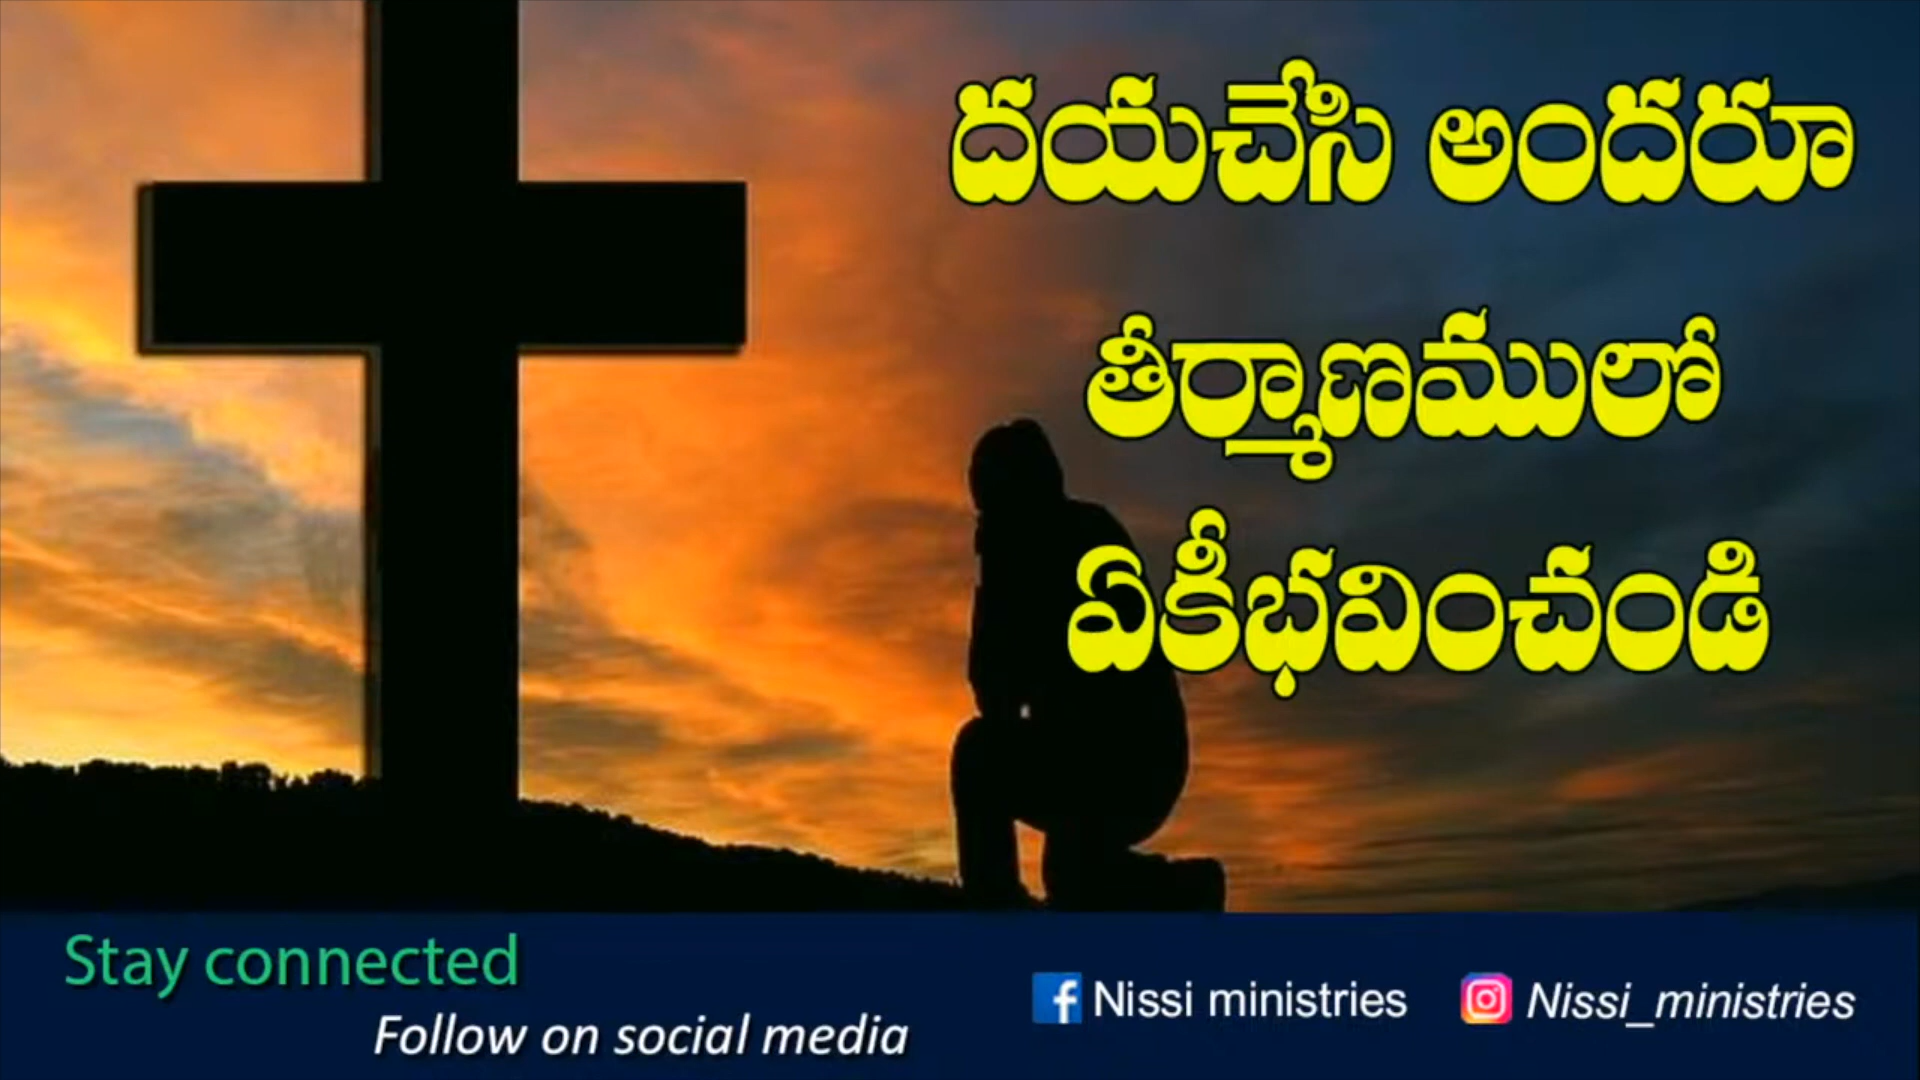 దయచేసి అందరూ
తీర్మాణములో
ఏకీభవించండి
Stay connected
Follow on social media
Nissi ministries
Nissi_ministries